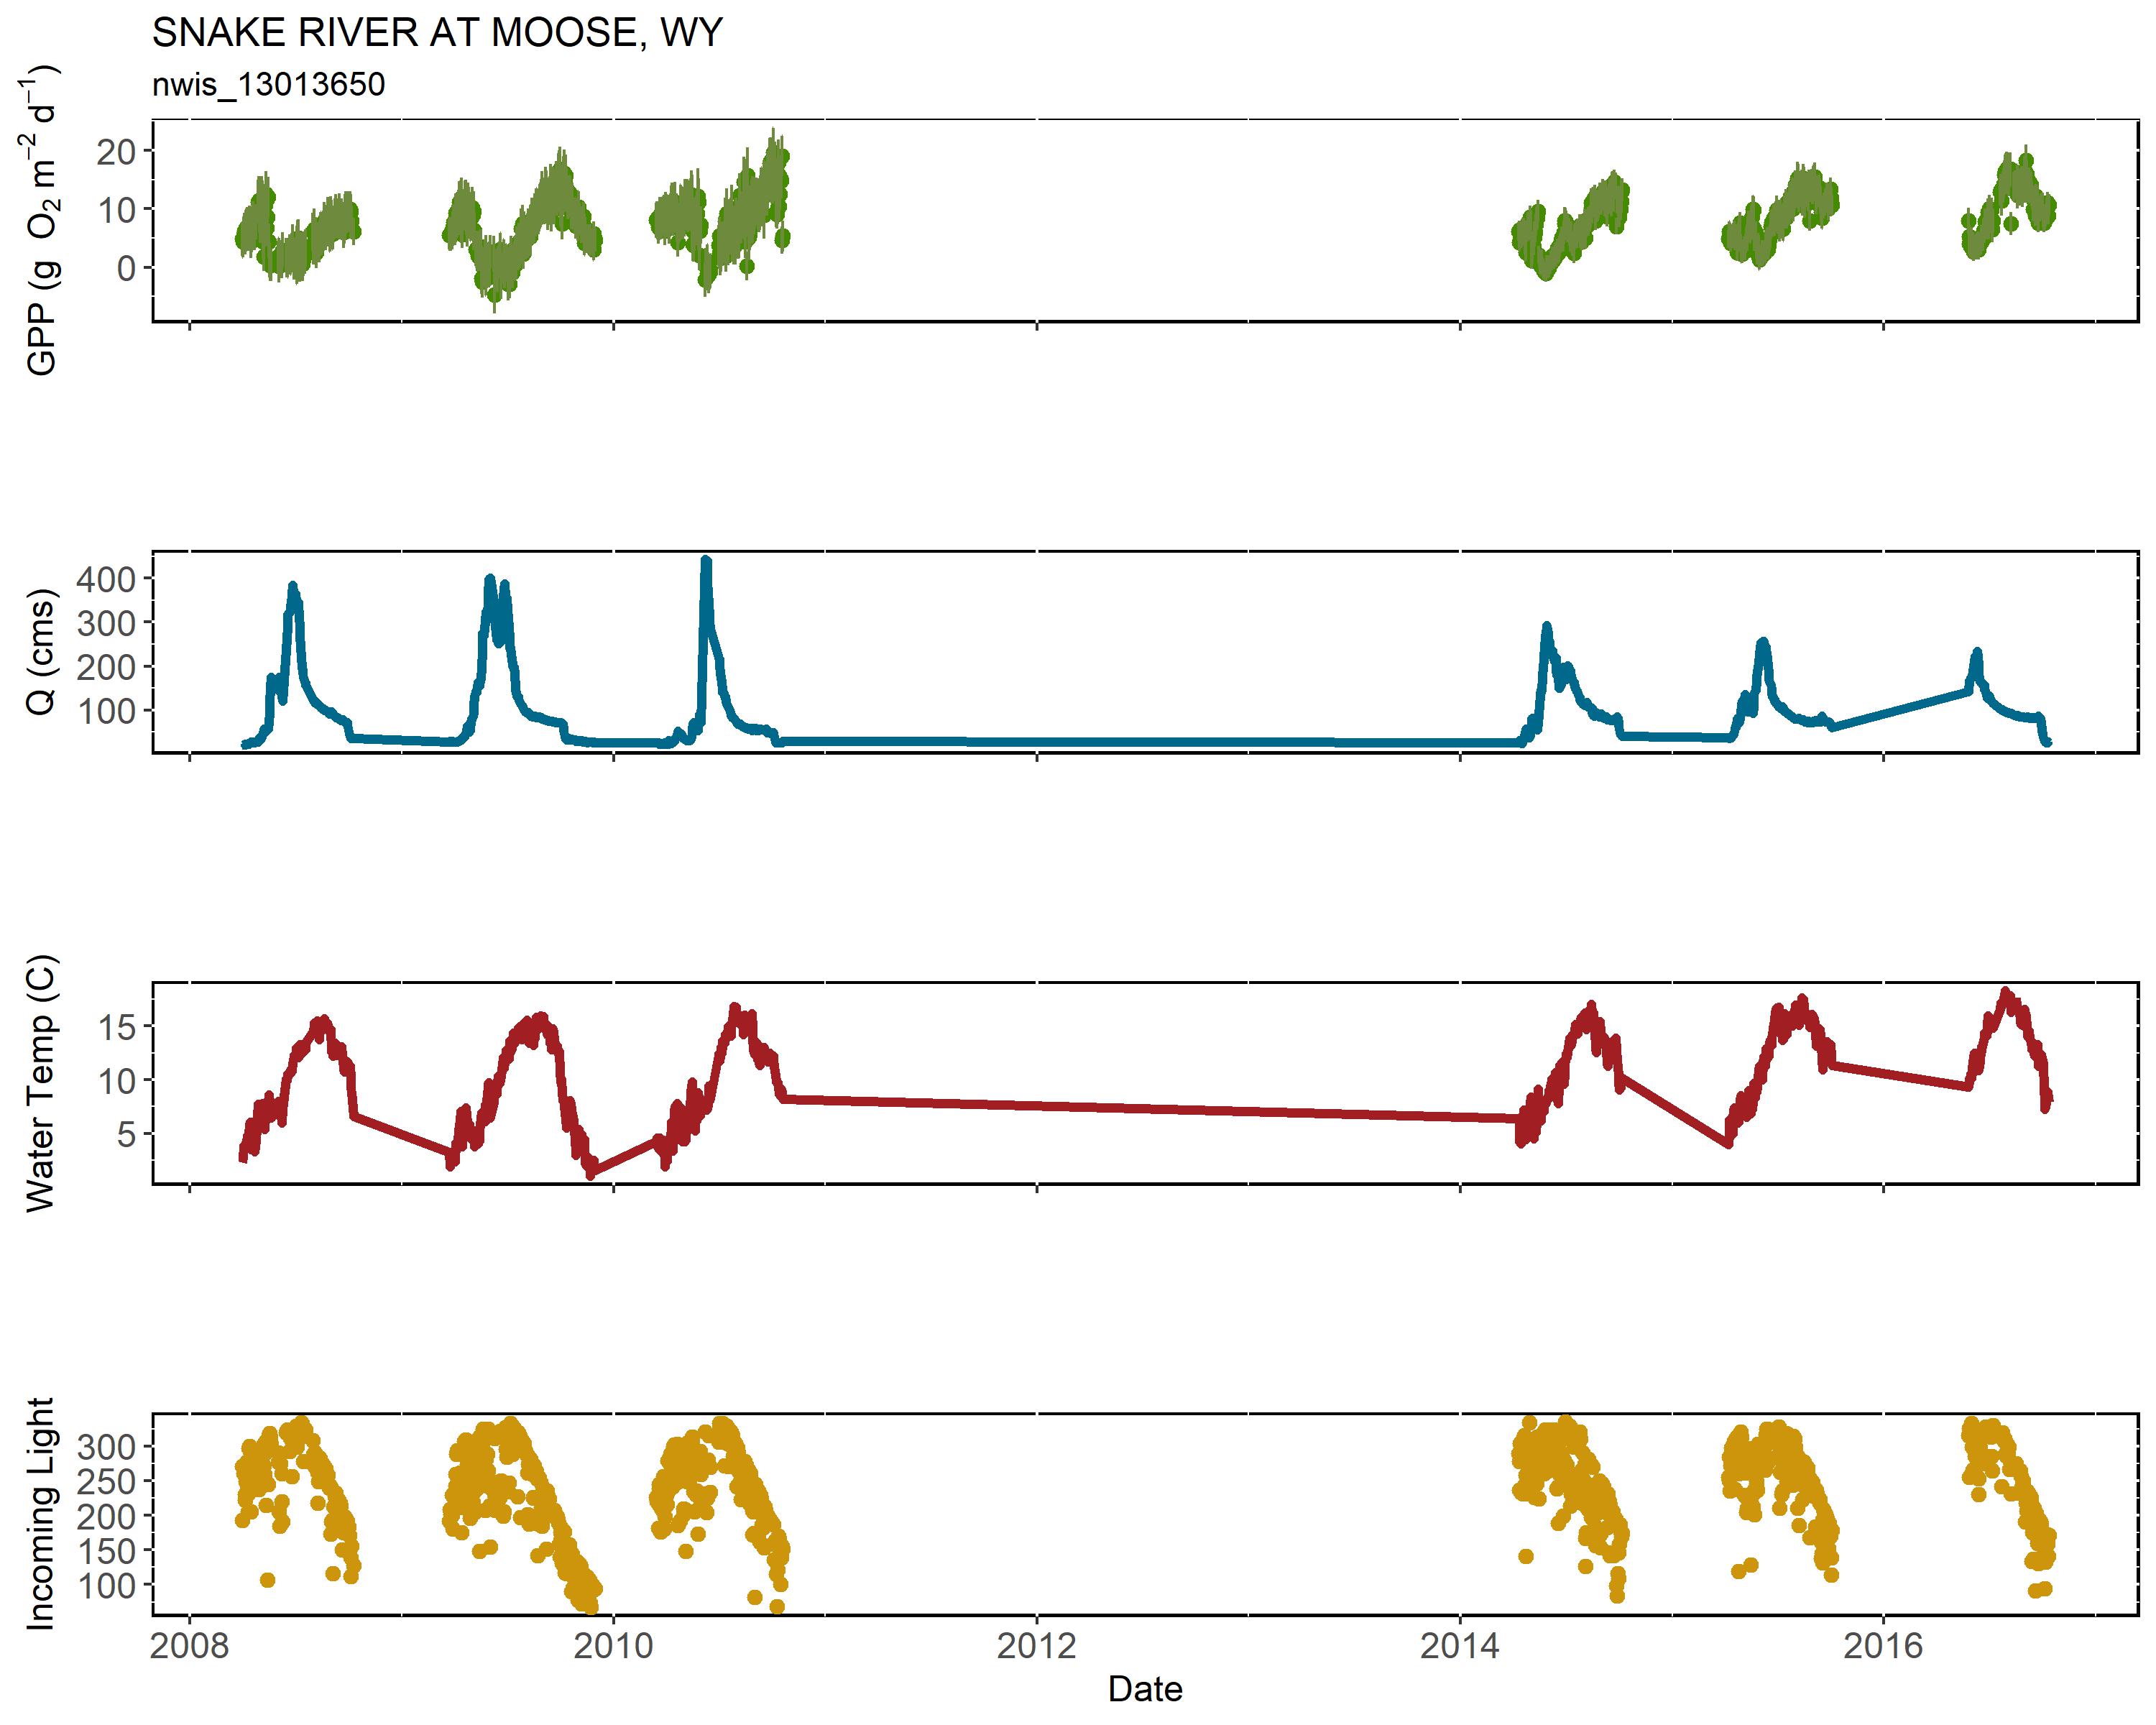 SNAKE RIVER AT MOOSE, WY
nwis_13013650
GPP (g O₂ m⁻² d⁻¹)
20
10
0
Q (cms)
400
300
200
100
Water Temp (C)
15
10
5
Incoming Light
300
250
200
150
100
2008 2010 2012 2014 2016
Date